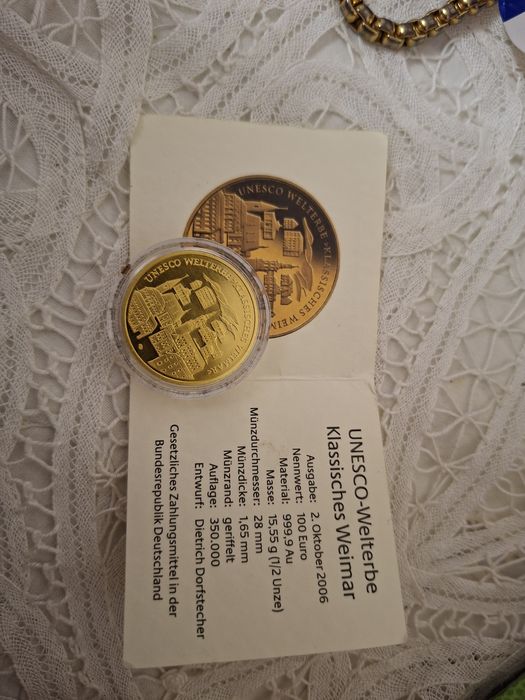 UNESCO WELTERBE ›KLASSISCHES WEIM
UNESCO WELTERBE ›KLASSISCHES WEIMAR‹
UNESCO-Welterbe
Klassisches Weimar
Ausgabe: 2. Oktober 2006
Nennwert: 100 Euro
Material: 999,9 Au
Masse: 15,55 g (1/2 Unze)
Münzdurchmesser: 28 mm
Münzdicke: 1,65 mm
Münzrand: geriffelt
Auflage: 350.000
Entwurf: Dietrich Dorfstecher
Gesetzliches Zahlungsmittel in der
Bundesrepublik Deutschland